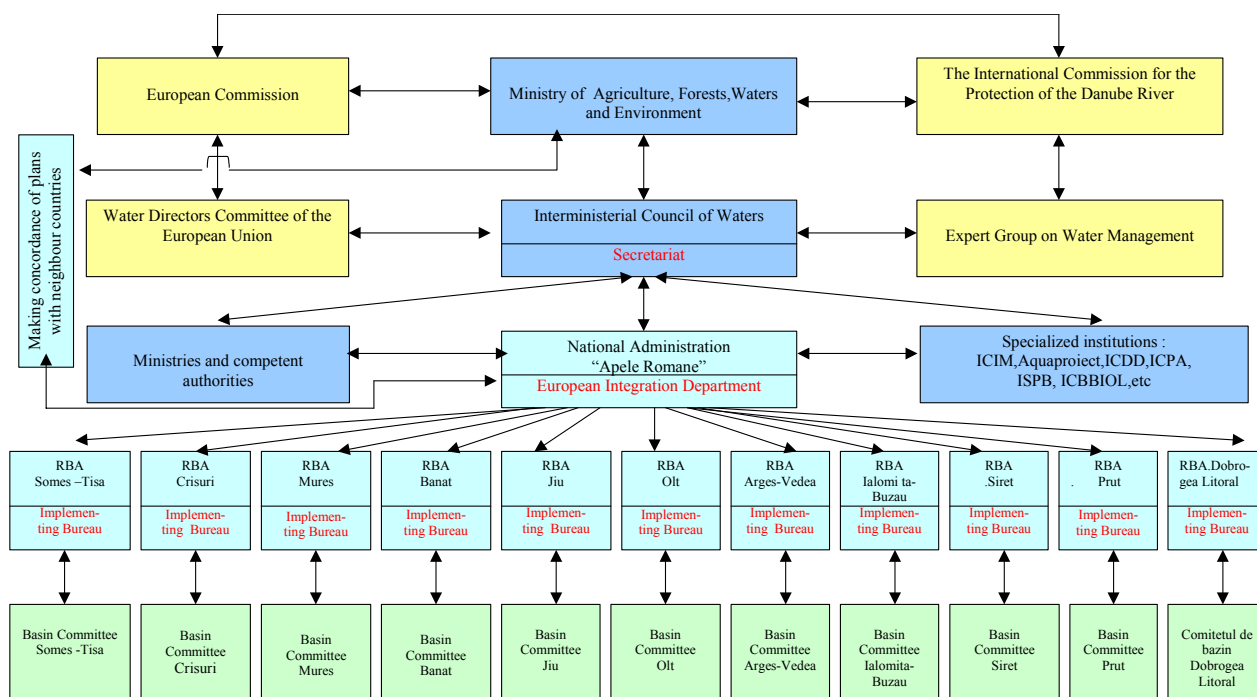 European Commission
Ministry of Agriculture, Forests,Waters
and Environment
The International Commission for the
Protection of the Danube River
Making concordance of plans
with neighbour countries
Water Directors Committee of the
European Union
Interministerial Council of Waters
Secretariat
Expert Group on Water Management
Ministries and competent
authorities
National Administration
“Apele Romane”
European Integration Department
Specialized institutions :
ICIM,Aquaproiect,ICDD,ICPA,
ISPB, ICBBIOL,etc
RBA
Somes –Tisa
Implemen-
ting Bureau
RBA
Crisuri
Implemen-
ting Bureau
RBA
Mures
Implemen-
ting Bureau
RBA
Banat
Implemen-
ting Bureau
RBA
Jiu
Implemen-
ting Bureau
RBA
Olt
Implemen-
ting Bureau
RBA
Arges-Vedea
Implemen-
ting Bureau
RBA
Ialomi ta-
Buzau
Implemen-
ting Bureau
RBA
.Siret
Implemen-
ting Bureau
RBA
. Prut
Implemen-
ting Bureau
RBA.Dobro-
gea Litoral
Implemen-
ting Bureau
Basin Committee
Somes -Tisa
Basin
Committee
Crisuri
Basin
Committee
Mures
Basin
Committee
Banat
Basin
Committee
Jiu
Basin
Committee
Olt
Basin
Committee
Arges-Vedea
Basin
Committee
Ialomita-
Buzau
Basin
Committee
Siret
Basin
Committee
Prut
Comitetul de
bazin
Dobrogea
Litoral